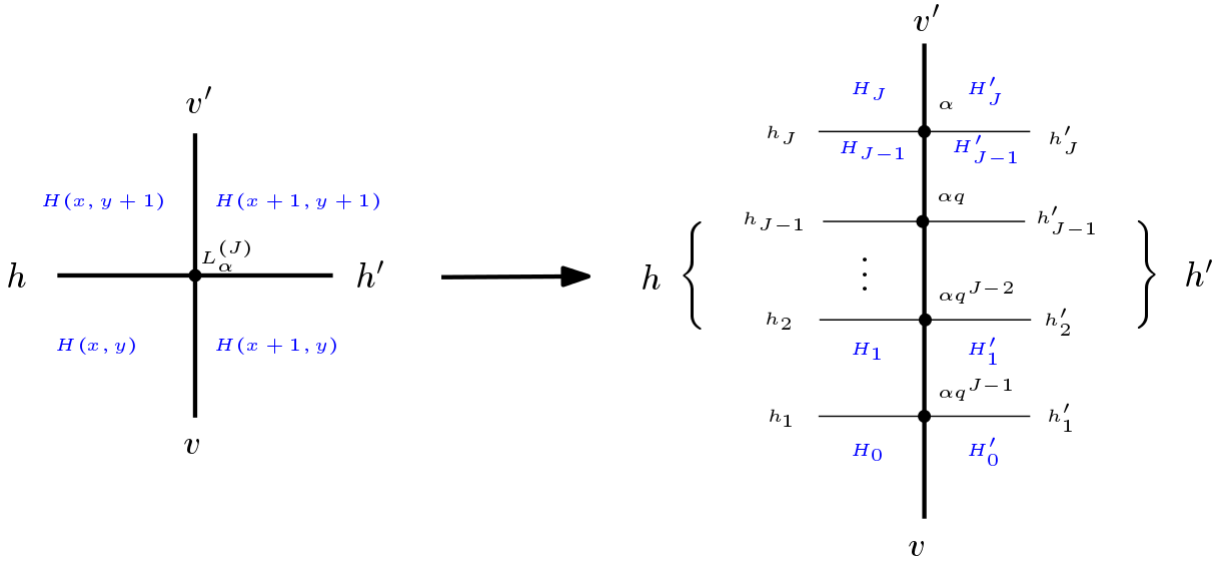 v′
H(x, y + 1) H(x + 1, y + 1)
L_α^(J)
h h′
H(x, y) H(x + 1, y)
v
v′
H_J H′_J
α
h_J h′_J
H_{J−1} H′_{J−1}
αq
h_{J−1} h′_{J−1}
h { ⋮ } h′
αq^{J−2}
h_2 h′_2
H_1 H′_1
αq^{J−1}
h_1 h′_1
H_0 H′_0
v